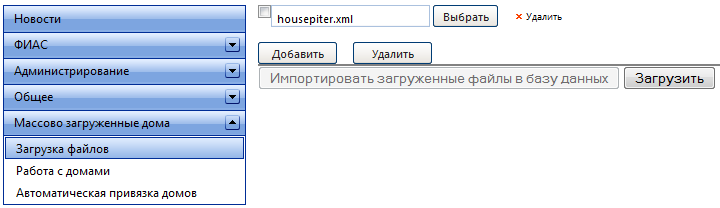 Новости
ФИАС
Администрирование
Общее
Массово загруженные дома
Загрузка файлов
Работа с домами
Автоматическая привязка домов
housepiter.xml Выбрать × Удалить
Добавить Удалить
Импортировать загруженные файлы в базу данных Загрузить